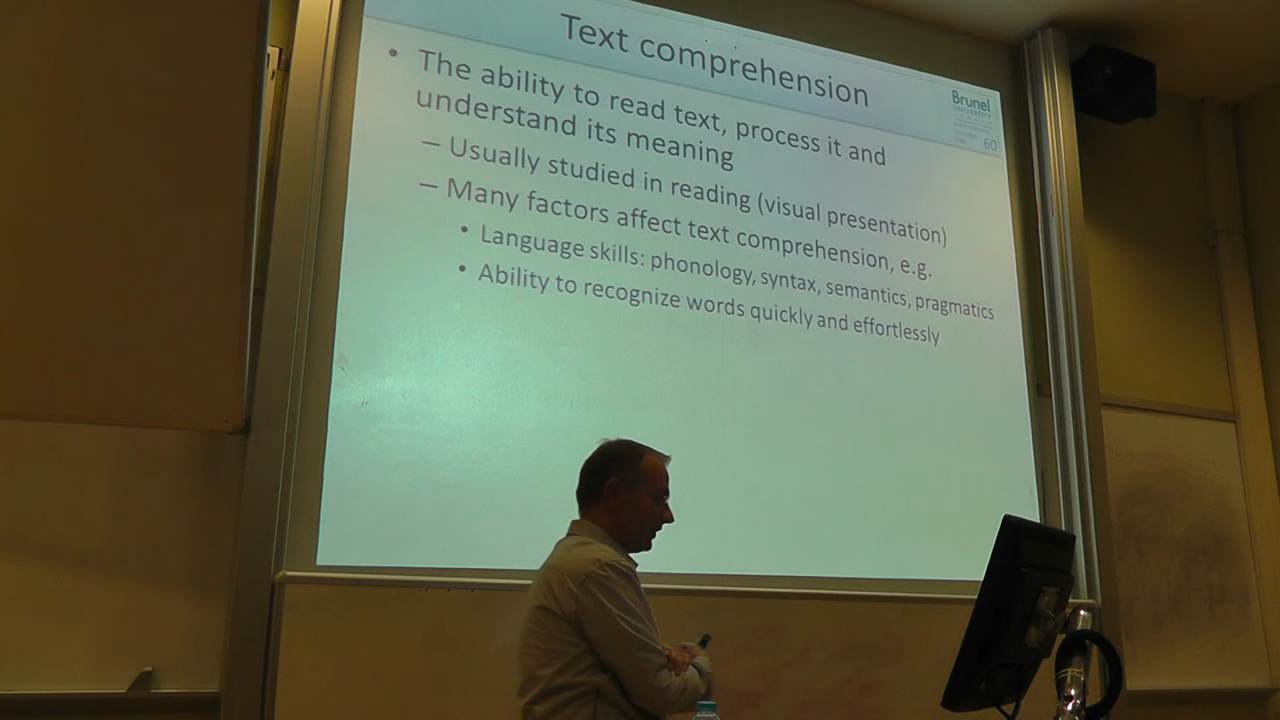 Text comprehension
• The ability to read text, process it and
understand its meaning
– Usually studied in reading (visual presentation)
– Many factors affect text comprehension, e.g.
• Language skills: phonology, syntax, semantics, pragmatics
• Ability to recognize words quickly and effortlessly
Brunel
UNIVERSITY
60